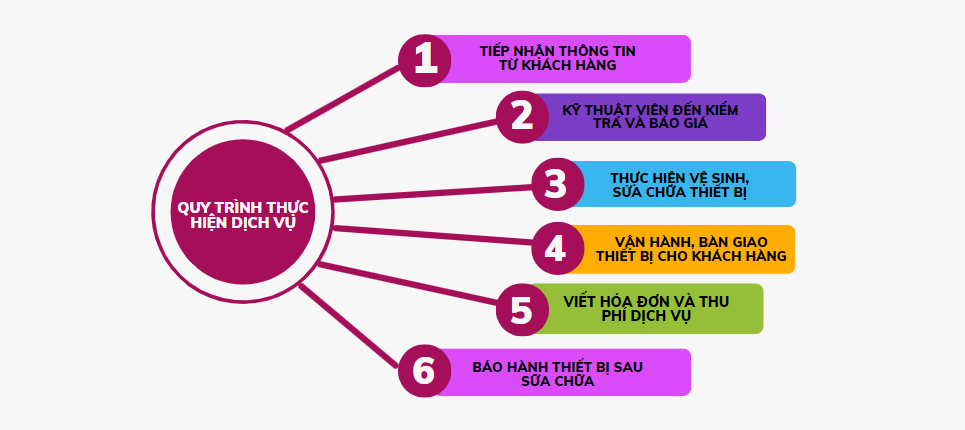 QUY TRÌNH THỰC
HIỆN DỊCH VỤ
1
TIẾP NHẬN THÔNG TIN
TỪ KHÁCH HÀNG
2
KỸ THUẬT VIÊN ĐẾN KIỂM
TRA VÀ BÁO GIÁ
3
THỰC HIỆN VỆ SINH,
SỬA CHỮA THIẾT BỊ
4
VẬN HÀNH, BÀN GIAO
THIẾT BỊ CHO KHÁCH HÀNG
5
VIẾT HÓA ĐƠN VÀ THU
PHÍ DỊCH VỤ
6
BẢO HÀNH THIẾT BỊ SAU
SỬA CHỮA